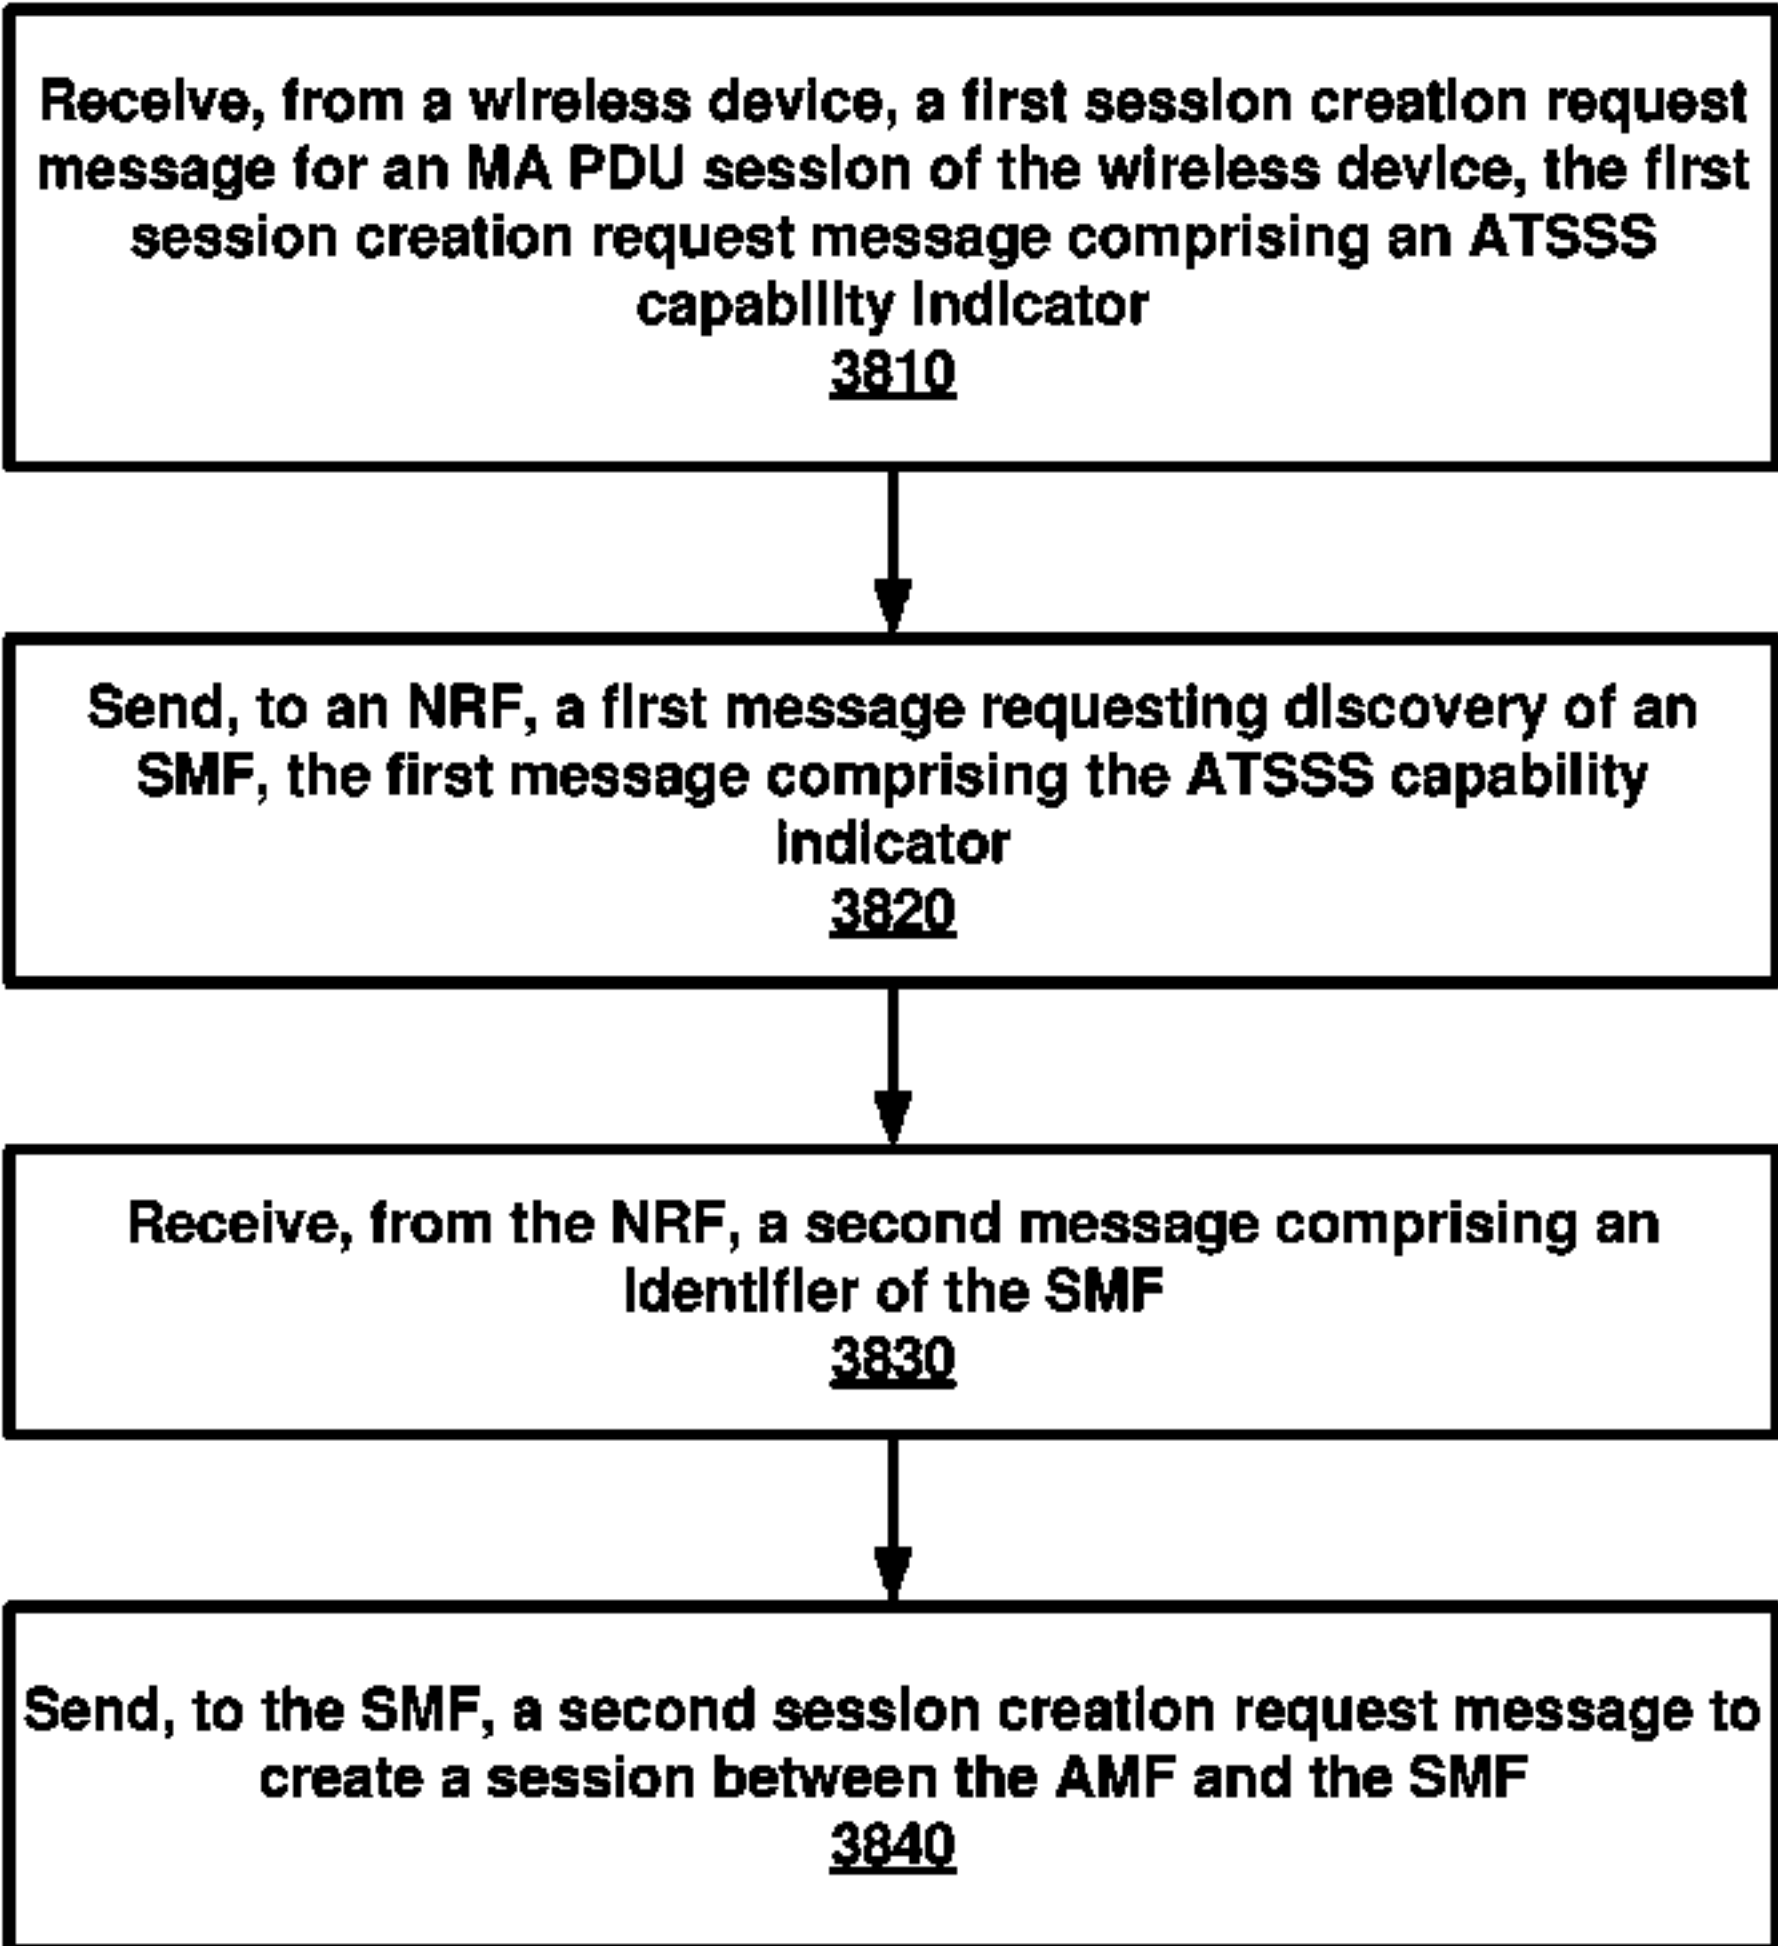 Receive, from a wireless device, a first session creation request
message for an MA PDU session of the wireless device, the first
session creation request message comprising an ATSSS
capability indicator
3810
Send, to an NRF, a first message requesting discovery of an
SMF, the first message comprising the ATSSS capability
indicator
3820
Receive, from the NRF, a second message comprising an
identifier of the SMF
3830
Send, to the SMF, a second session creation request message to
create a session between the AMF and the SMF
3840